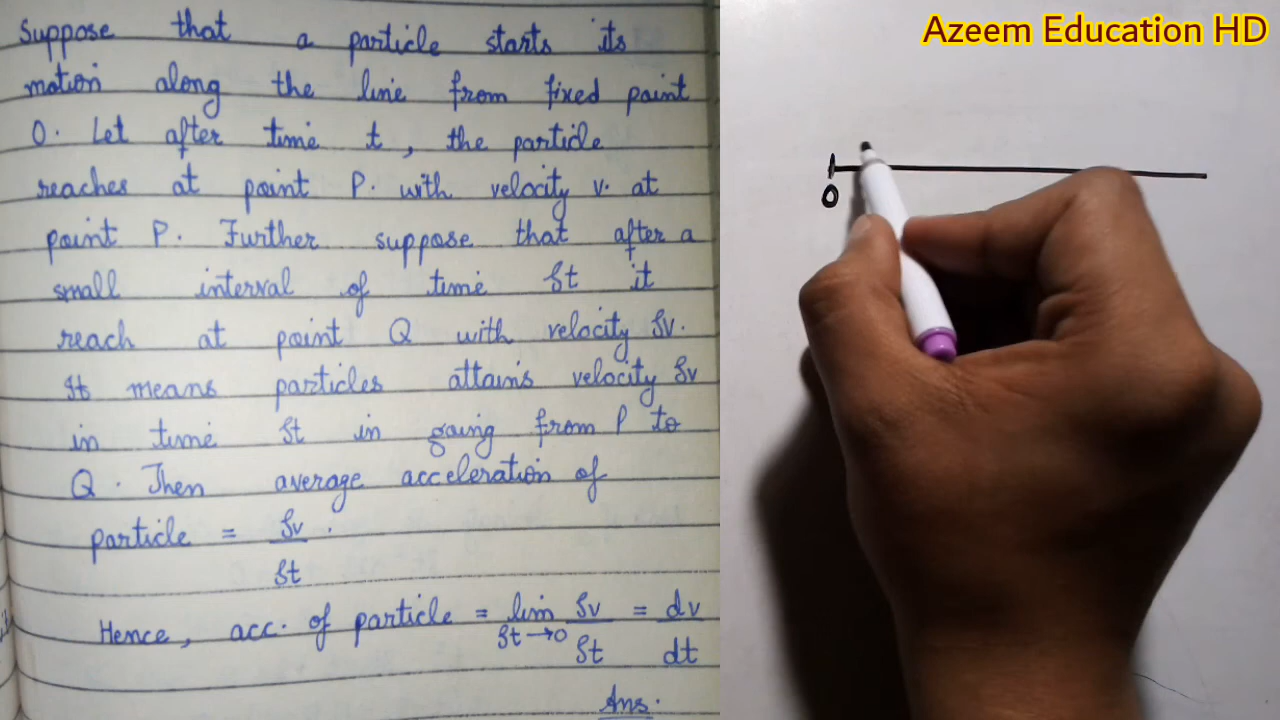 Suppose that a particle starts its
motion along the line from fixed point
O. Let after time t, the particle
reaches at point P. with velocity v. at
point P. Further suppose that after a
small interval of time δt it
reach at point Q with velocity δv.
It means particles attains velocity δv
in time δt in going from P to
Q. Then average acceleration of
particle = δv/δt.
Hence, acc. of particle = lim δt→0 δv/δt = dv/dt
Ans.
Azeem Education HD
O